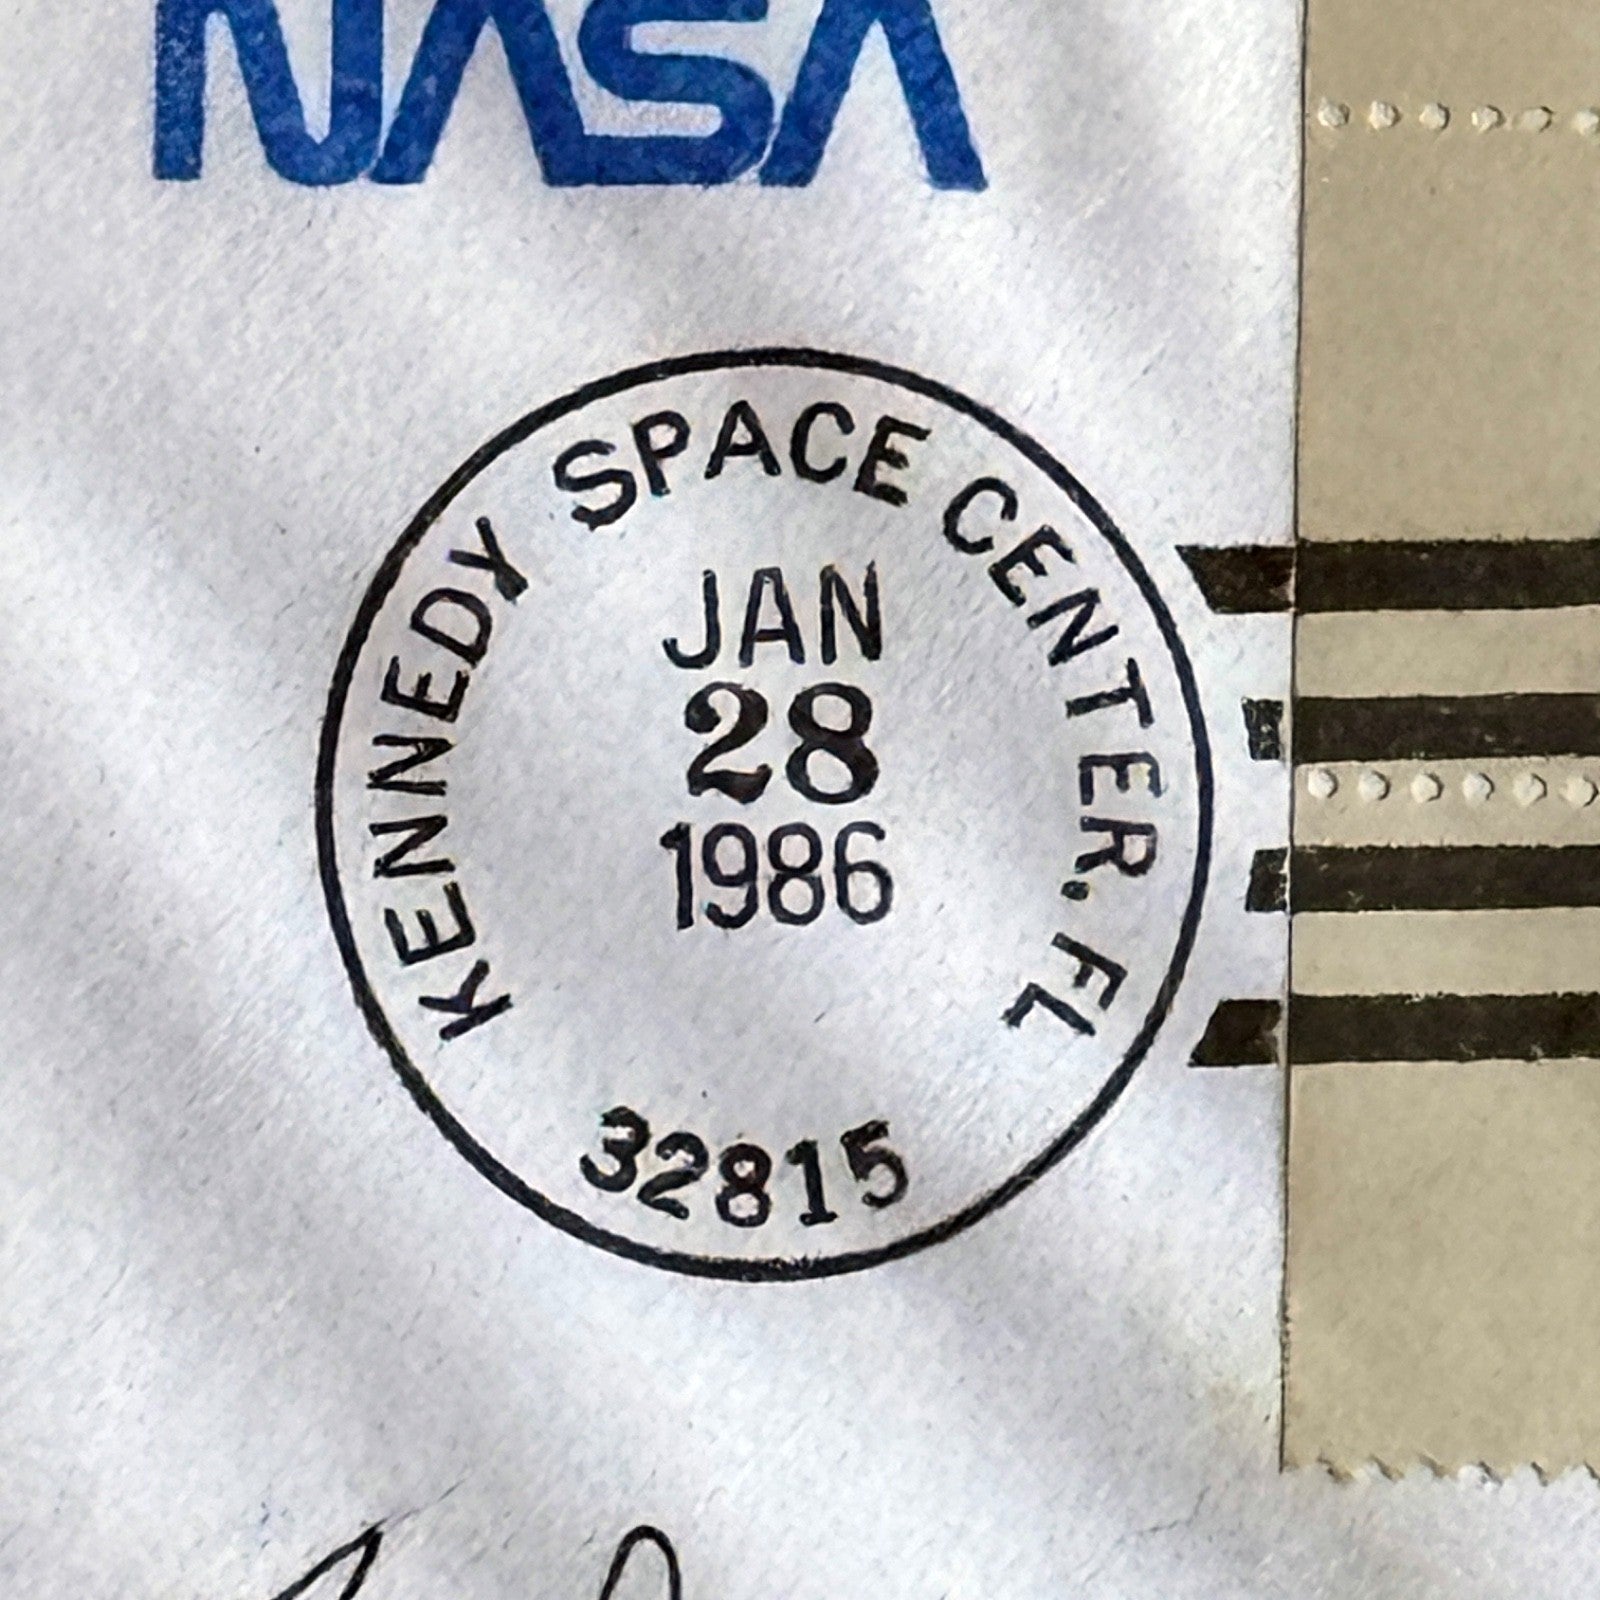 NASA
KENNEDY SPACE CENTER, FL
JAN
28
1986
32815